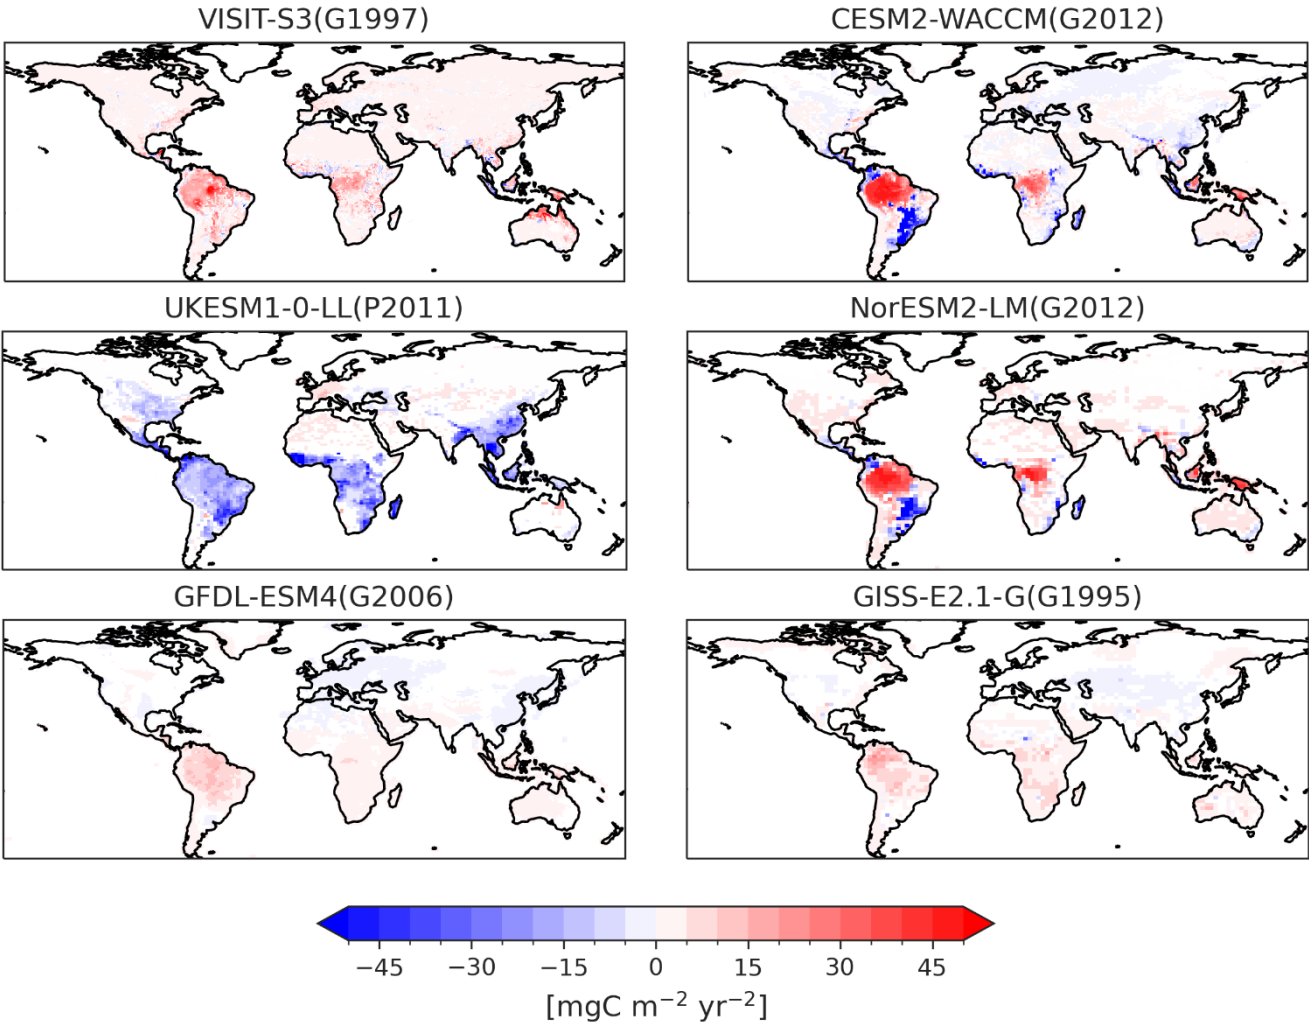 VISIT-S3(G1997)
CESM2-WACCM(G2012)
UKESM1-0-LL(P2011)
NorESM2-LM(G2012)
GFDL-ESM4(G2006)
GISS-E2.1-G(G1995)
−45 −30 −15 0 15 30 45
[mgC m⁻² yr⁻²]